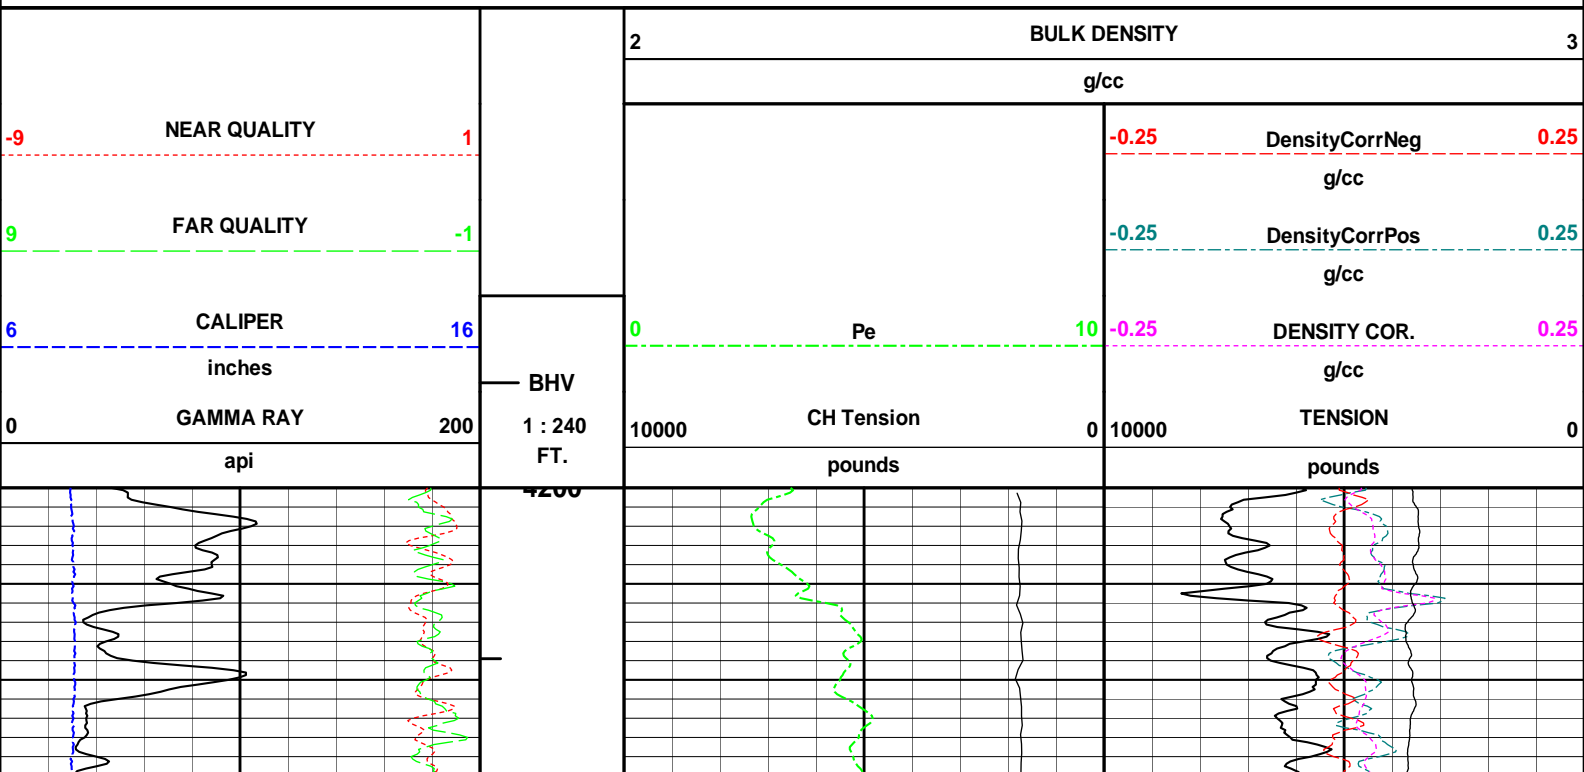 2 BULK DENSITY 3
g/cc
-9 NEAR QUALITY 1
9 FAR QUALITY -1
6 CALIPER 16
inches
0 GAMMA RAY 200
api
BHV
1 : 240
FT.
4200
0 Pe 10
10000 CH Tension 0
pounds
-0.25 DensityCorrNeg 0.25
g/cc
-0.25 DensityCorrPos 0.25
g/cc
-0.25 DENSITY COR. 0.25
g/cc
10000 TENSION 0
pounds